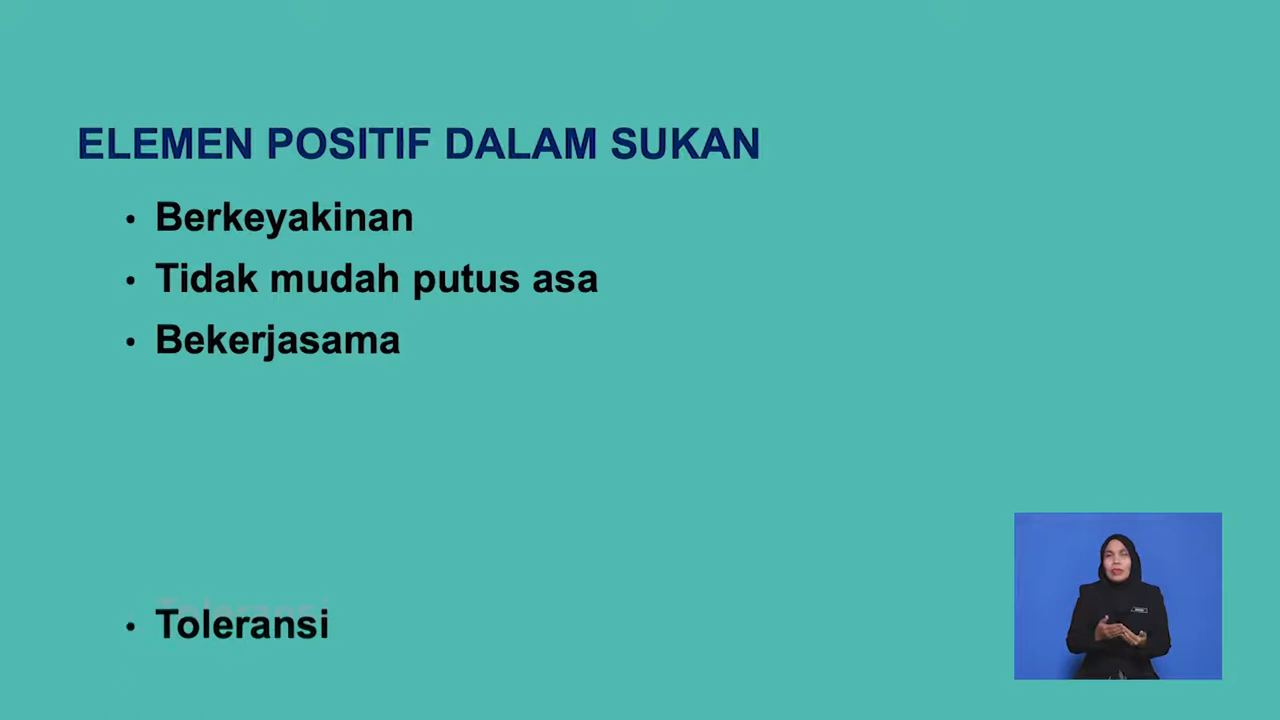 ELEMEN POSITIF DALAM SUKAN
• Berkeyakinan
• Tidak mudah putus asa
• Bekerjasama
• Toleransi